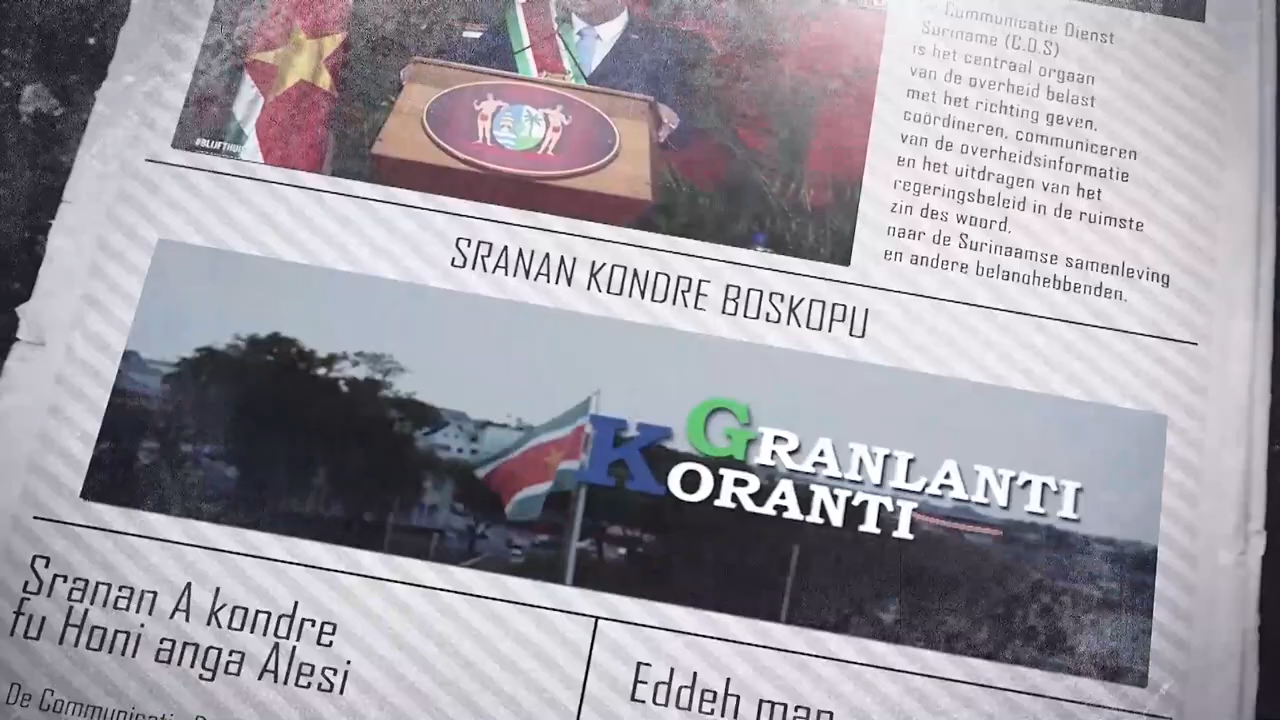 Communicatie Dienst
Suriname (C.D.S)
is het centraal orgaan
van de overheid belast
met het richting geven,
coördineren, communiceren
van de overheidsinformatie
en het uitdragen van het
regeringsbeleid in de ruimste
zin des woord,
naar de Surinaamse samenleving
en andere belanghebbenden.
SRANAN KONDRE BOSKOPU
GRANLANTI
KORANTI
Sranan A kondre
fu Honi anga Alesi
De
Eddeh man